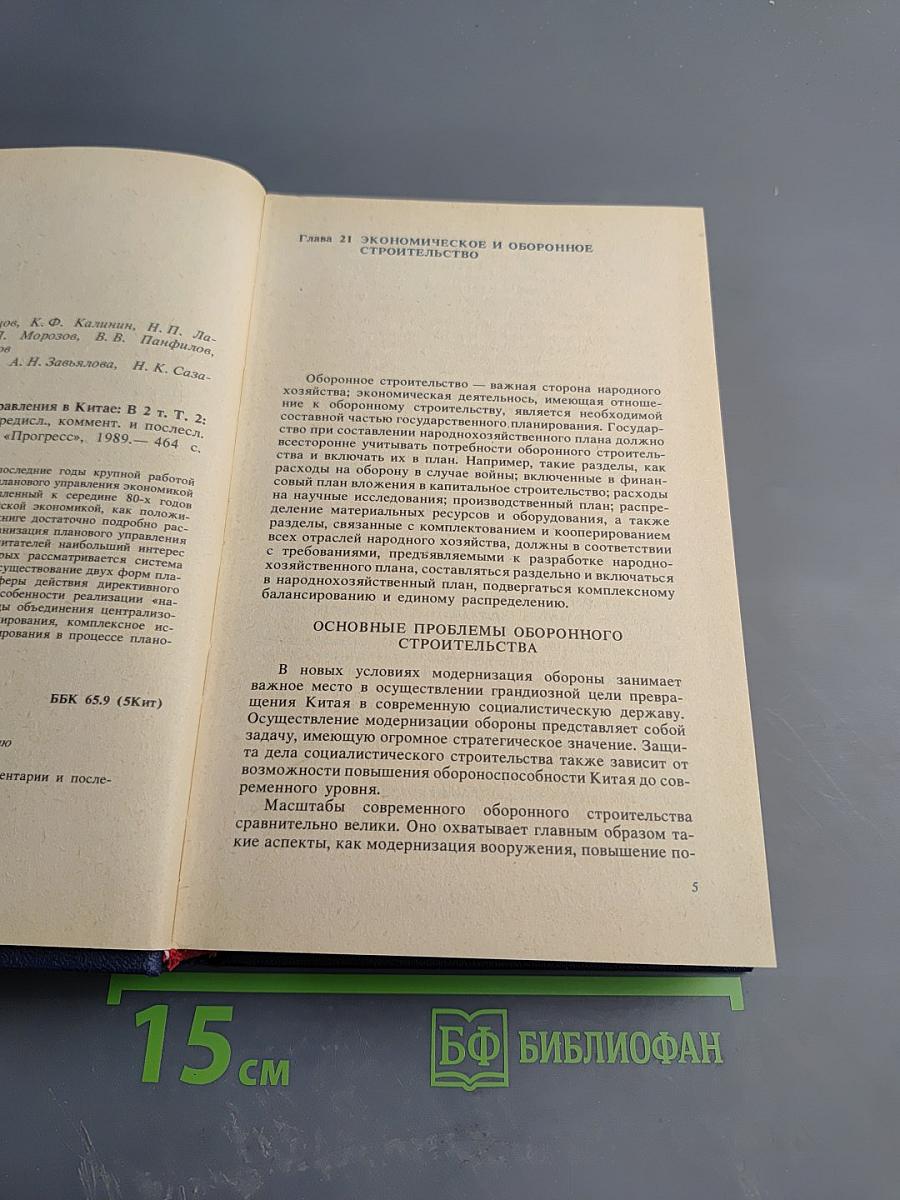 цов, К. Ф. Калинин, Н. П. Ла-
Морозов, В. В. Панфилов,
ов
А. Н. Завьялова, Н. К. Саза-
равления в Китае: В 2 т. Т. 2:
редисл., коммент. и послесл.
«Прогресс», 1989.— 464 с.
последние годы крупной работой
планового управления экономикой
вленный к середине 80-х годов
ской экономикой, как положи-
книге достаточно подробно рас-
анизация планового управления
читателей наибольший интерес
рых рассматривается система
существование двух форм пла-
феры действия директивного
особенности реализации «на-
ды объединения централизо-
ирования, комплексное ис-
рования в процессе плано-
ББК 65.9 (5Кит)
ию
ентарии и после-
Глава 21 ЭКОНОМИЧЕСКОЕ И ОБОРОННОЕ
СТРОИТЕЛЬСТВО
Оборонное строительство — важная сторона народного
хозяйства; экономическая деятельнось, имеющая отноше-
ние к оборонному строительству, является необходимой
составной частью государственного планирования. Государ-
ство при составлении народнохозяйственного плана должно
всесторонне учитывать потребности оборонного строитель-
ства и включать их в план. Например, такие разделы, как
расходы на оборону в случае войны; включенные в финан-
совый план вложения в капитальное строительство; расходы
на научные исследования; производственный план; распре-
деление материальных ресурсов и оборудования, а также
разделы, связанные с комплектованием и кооперированием
всех отраслей народного хозяйства, должны в соответствии
с требованиями, предъявляемыми к разработке народно-
хозяйственного плана, составляться раздельно и включаться
в народнохозяйственный план, подвергаться комплексному
балансированию и единому распределению.
ОСНОВНЫЕ ПРОБЛЕМЫ ОБОРОННОГО
СТРОИТЕЛЬСТВА
В новых условиях модернизация обороны занимает
важное место в осуществлении грандиозной цели превра-
щения Китая в современную социалистическую державу.
Осуществление модернизации обороны представляет собой
задачу, имеющую огромное стратегическое значение. Защи-
та дела социалистического строительства также зависит от
возможности повышения обороноспособности Китая до сов-
ременного уровня.
Масштабы современного оборонного строительства
сравнительно велики. Оно охватывает главным образом та-
кие аспекты, как модернизация вооружения, повышение по-
5
15 см
БФ БИБЛИОФАН